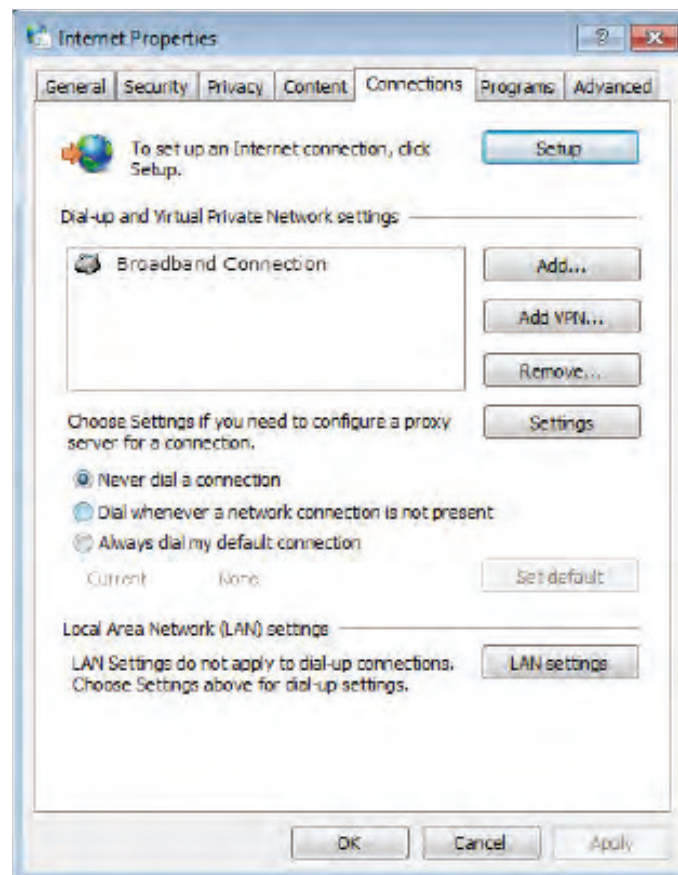 Internet Properties
General Security Privacy Content Connections Programs Advanced
To set up an Internet connection, click
Setup.
Setup
Dial-up and Virtual Private Network settings
Broadband Connection
Add...
Add VPN...
Remove...
Choose Settings if you need to configure a proxy
server for a connection.
Settings
Never dial a connection
Dial whenever a network connection is not present
Always dial my default connection
Current None
Set default
Local Area Network (LAN) settings
LAN Settings do not apply to dial-up connections.
Choose Settings above for dial-up settings.
LAN settings
OK Cancel Apply